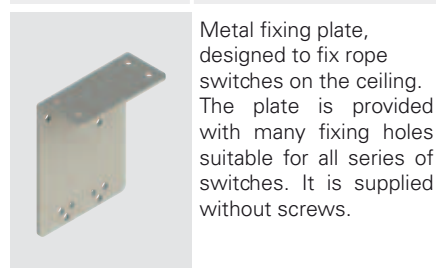 Metal fixing plate,
designed to fix rope
switches on the ceiling.
The plate is provided
with many fixing holes
suitable for all series of
switches. It is supplied
without screws.